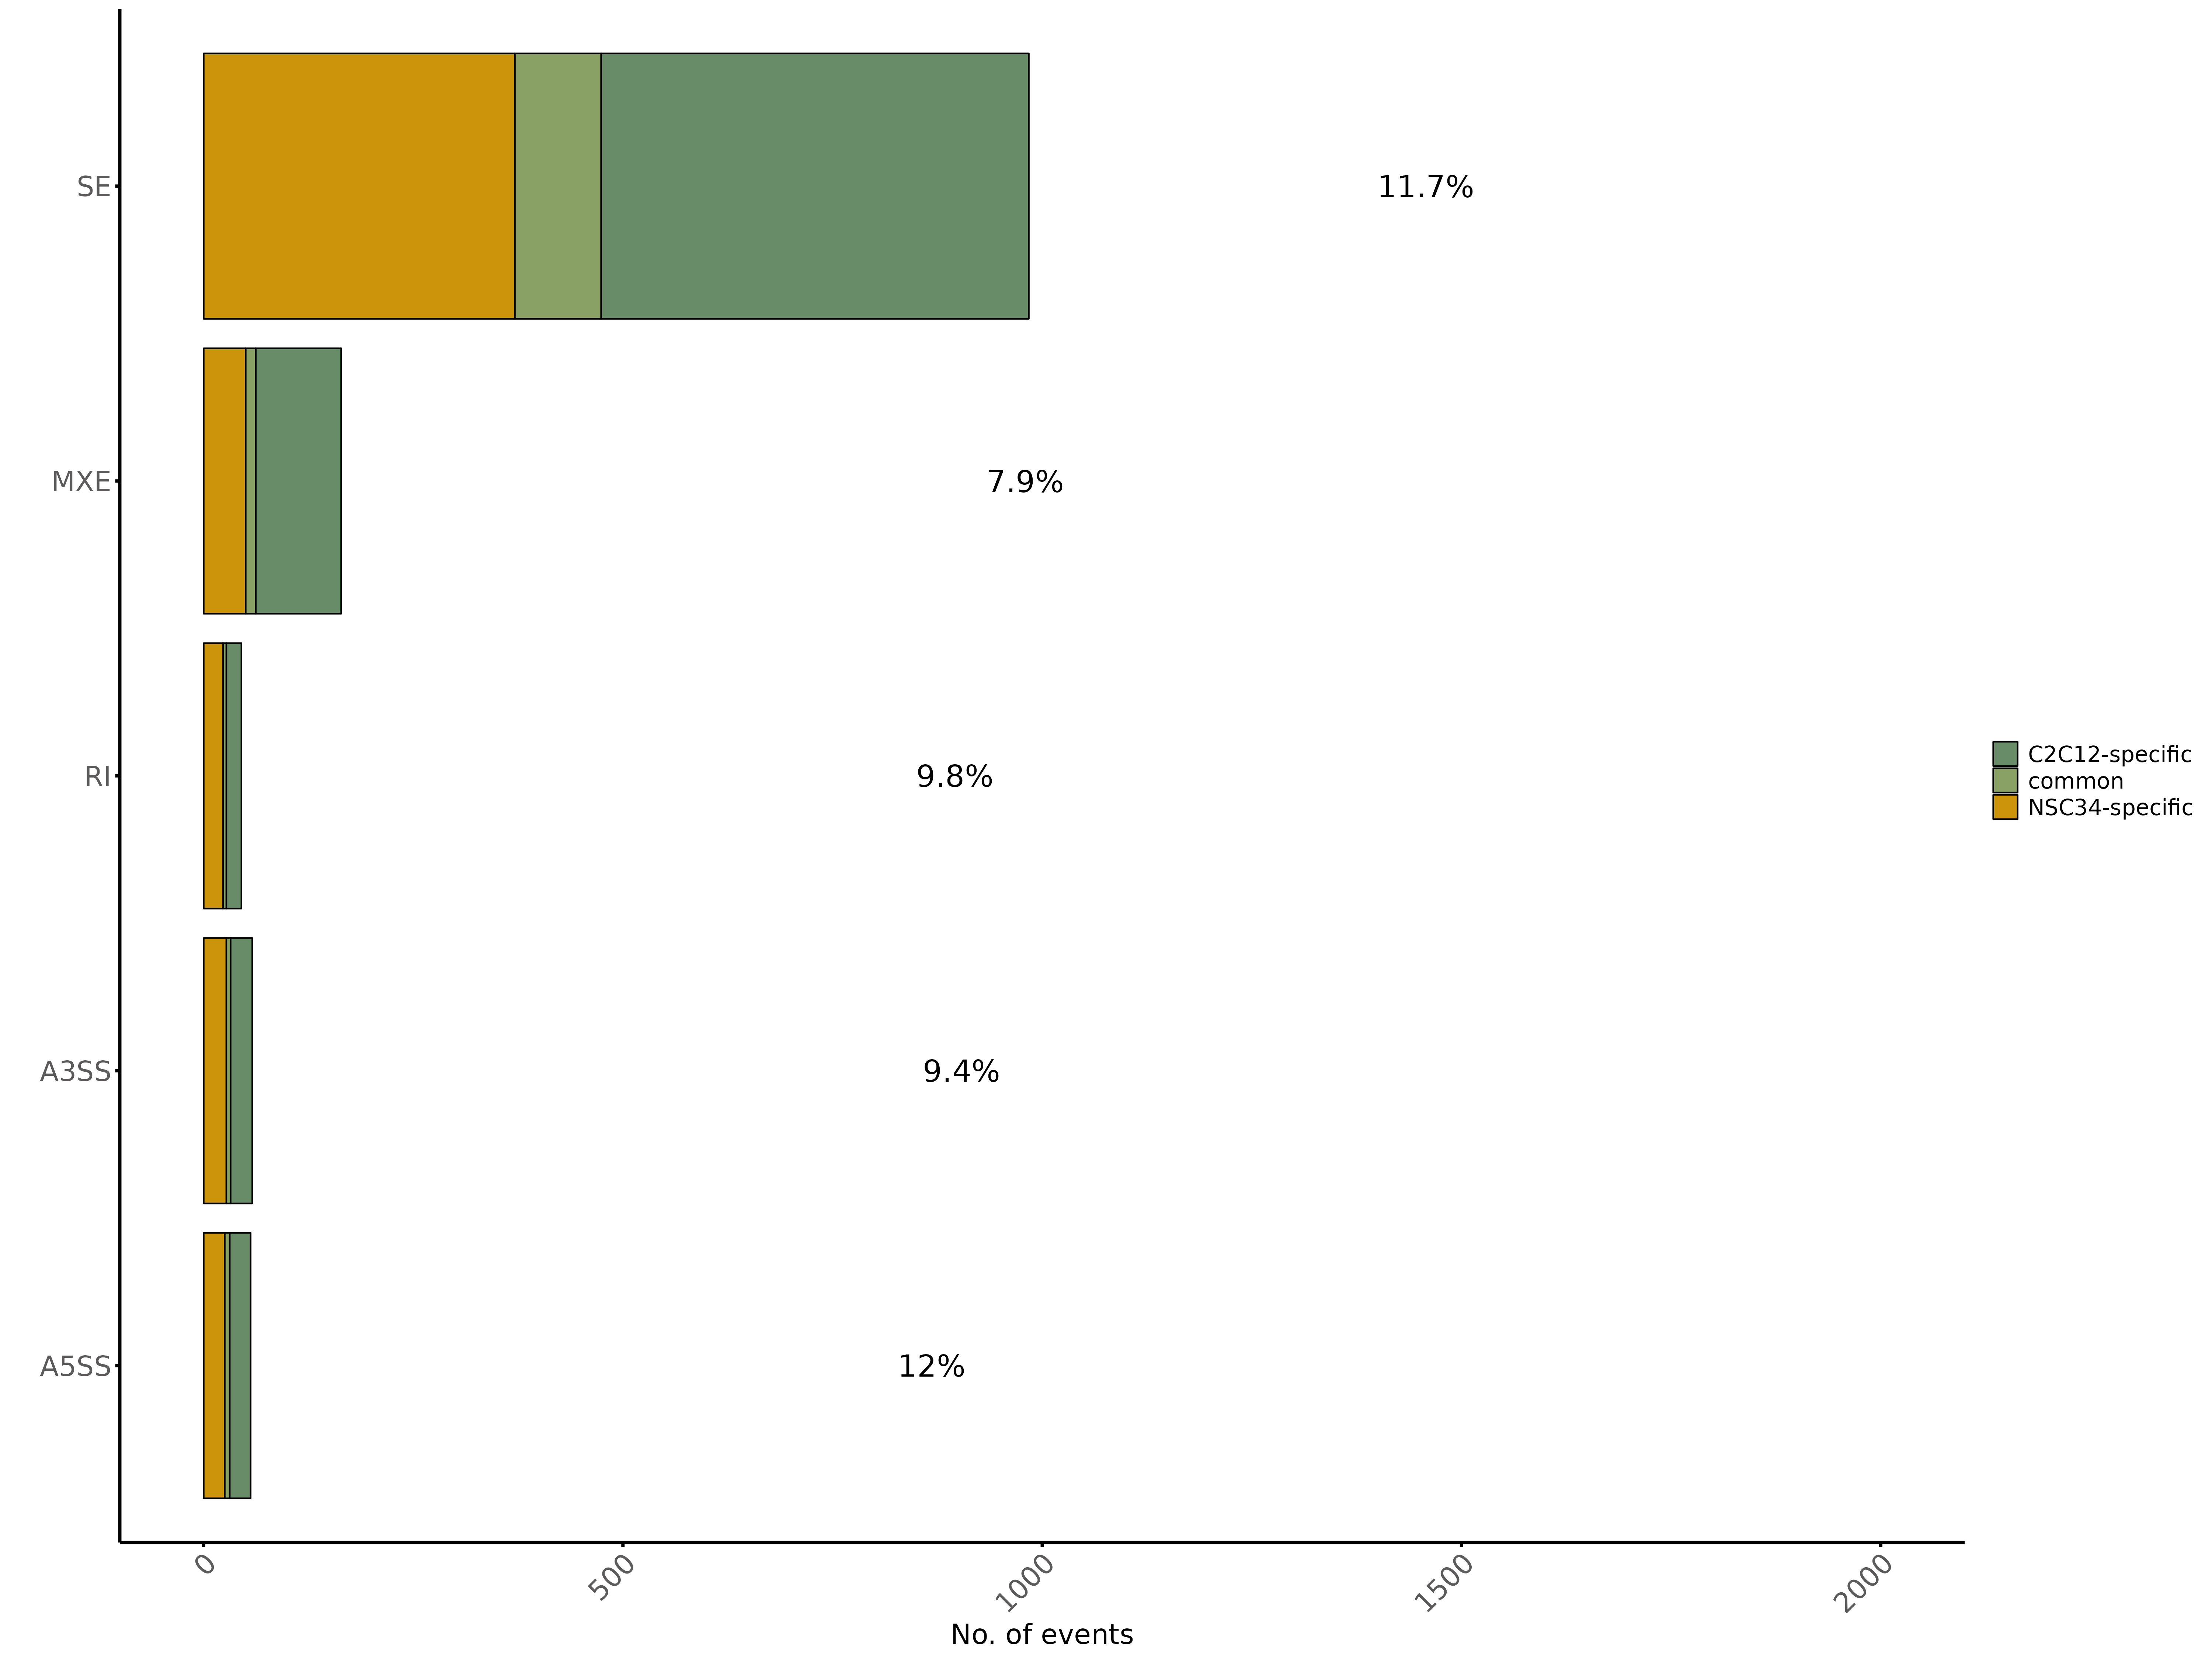 SE
11.7%
MXE
7.9%
RI
9.8%
A3SS
9.4%
A5SS
12%
0
500
1000
1500
2000
No. of events
C2C12-specific
common
NSC34-specific